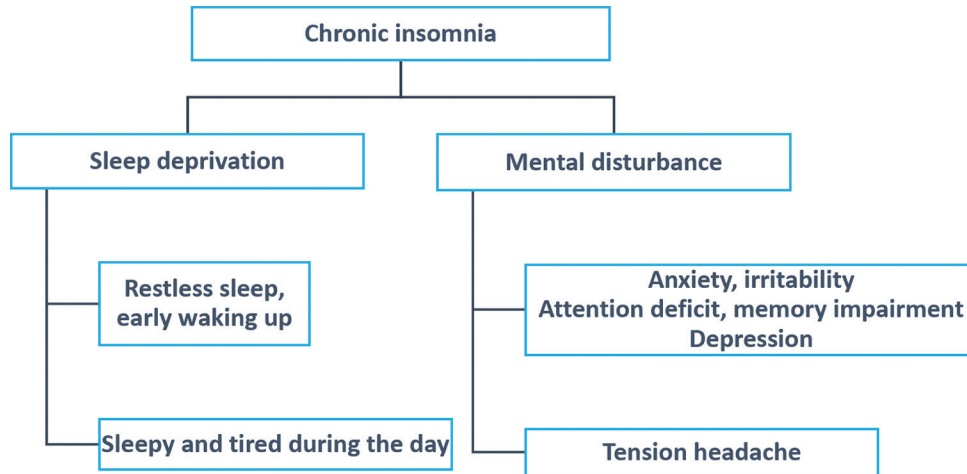 Chronic insomnia
Sleep deprivation
Mental disturbance
Restless sleep,
early waking up
Anxiety, irritability
Attention deficit, memory impairment
Depression
Sleepy and tired during the day
Tension headache